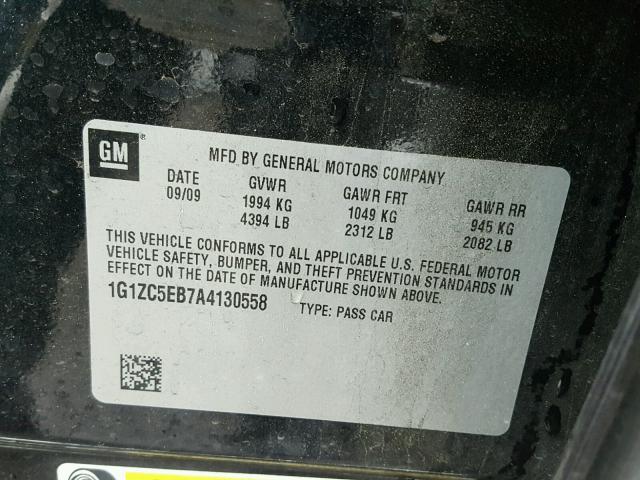 GM ®
MFD BY GENERAL MOTORS COMPANY
DATE GVWR GAWR FRT GAWR RR
09/09 1994 KG 1049 KG 945 KG
4394 LB 2312 LB 2082 LB
THIS VEHICLE CONFORMS TO ALL APPLICABLE U.S. FEDERAL MOTOR
VEHICLE SAFETY, BUMPER, AND THEFT PREVENTION STANDARDS IN
EFFECT ON THE DATE OF MANUFACTURE SHOWN ABOVE.
1G1ZC5EB7A4130558 TYPE: PASS CAR